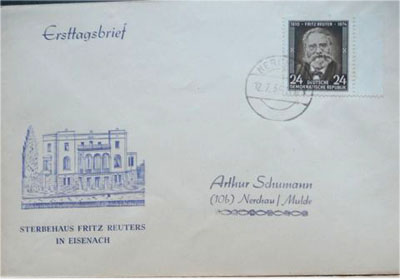 Ersttagsbrief
1810 · FRITZ REUTER · 1874
24 24
DEUTSCHE
DEMOKRATISCHE REPUBLIK
Arthur Schumann
(10b) Nerchau / Mulde
STERBEHAUS FRITZ REUTERS
IN EISENACH